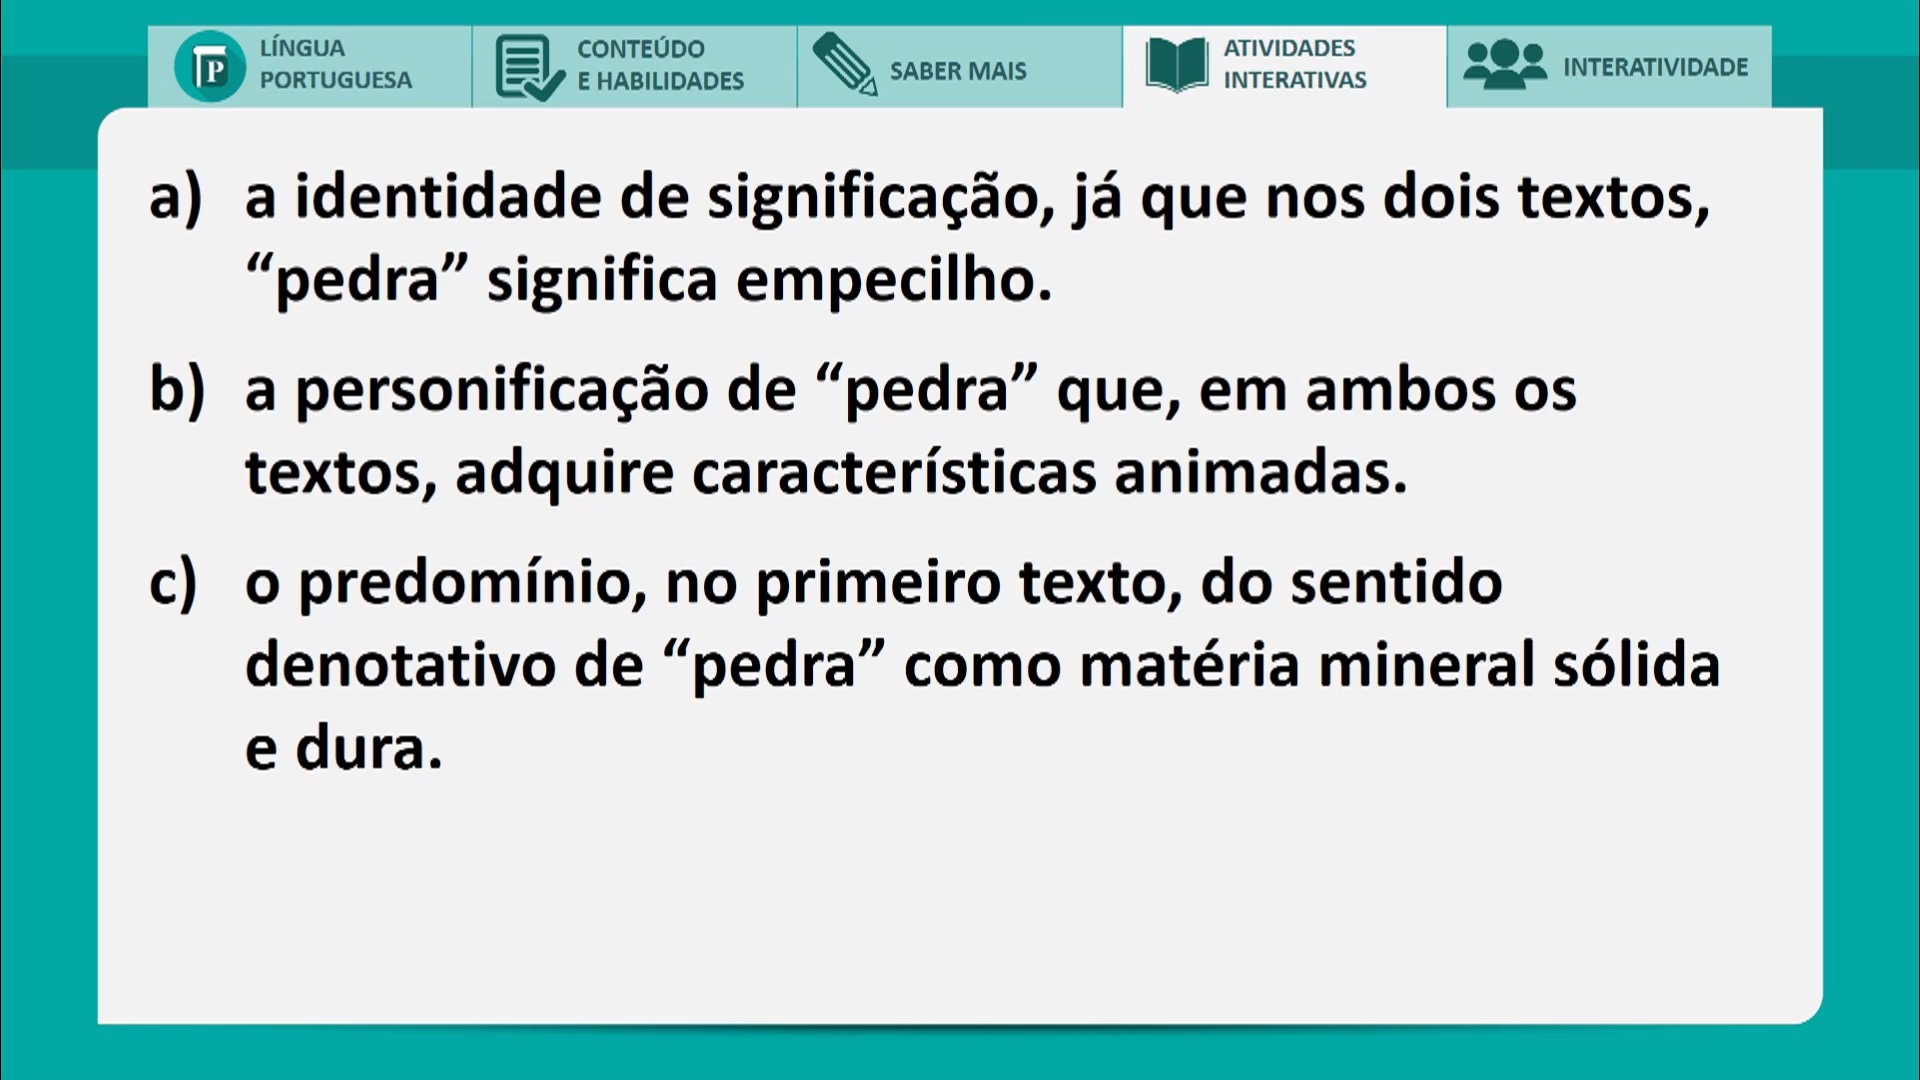 LÍNGUA
PORTUGUESA
CONTEÚDO
E HABILIDADES
SABER MAIS
ATIVIDADES
INTERATIVAS
INTERATIVIDADE
a) a identidade de significação, já que nos dois textos,
“pedra” significa empecilho.
b) a personificação de “pedra” que, em ambos os
textos, adquire características animadas.
c) o predomínio, no primeiro texto, do sentido
denotativo de “pedra” como matéria mineral sólida
e dura.